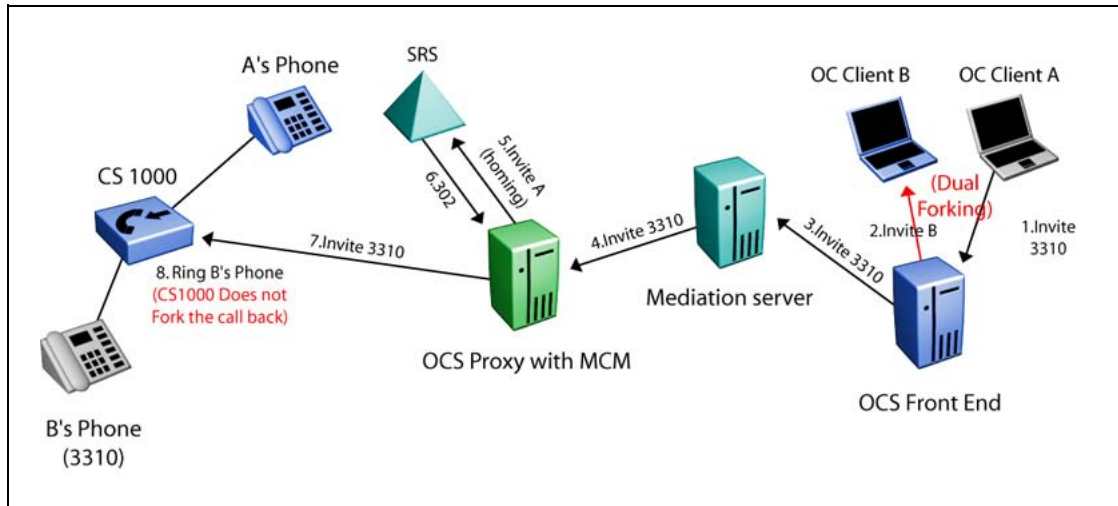 SRS
A's Phone
OC Client B
OC Client A
5.Invite A
(homing)
6.302
CS 1000
(Dual
Forking)
2.Invite B
1.Invite
3310
3.Invite 3310
4.Invite 3310
7.Invite 3310
8. Ring B's Phone
(CS1000 Does not
Fork the call back)
Mediation server
OCS Proxy with MCM
OCS Front End
B's Phone
(3310)